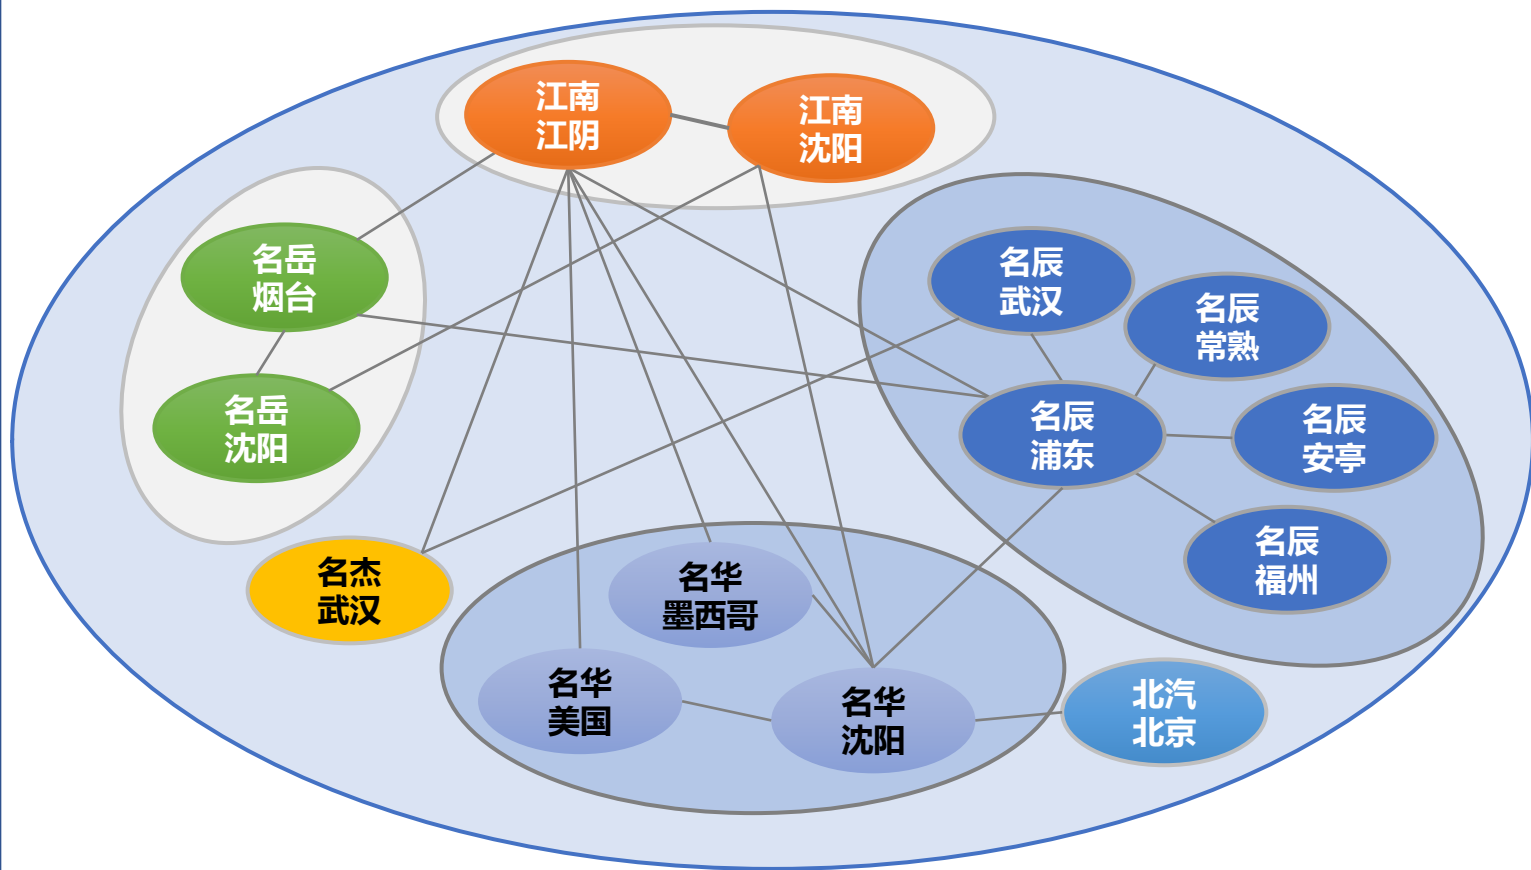 江南
江阴
江南
沈阳
名岳
烟台
名岳
沈阳
名辰
武汉
名辰
常熟
名辰
浦东
名辰
安亭
名辰
福州
名杰
武汉
名华
墨西哥
名华
美国
名华
沈阳
北汽
北京